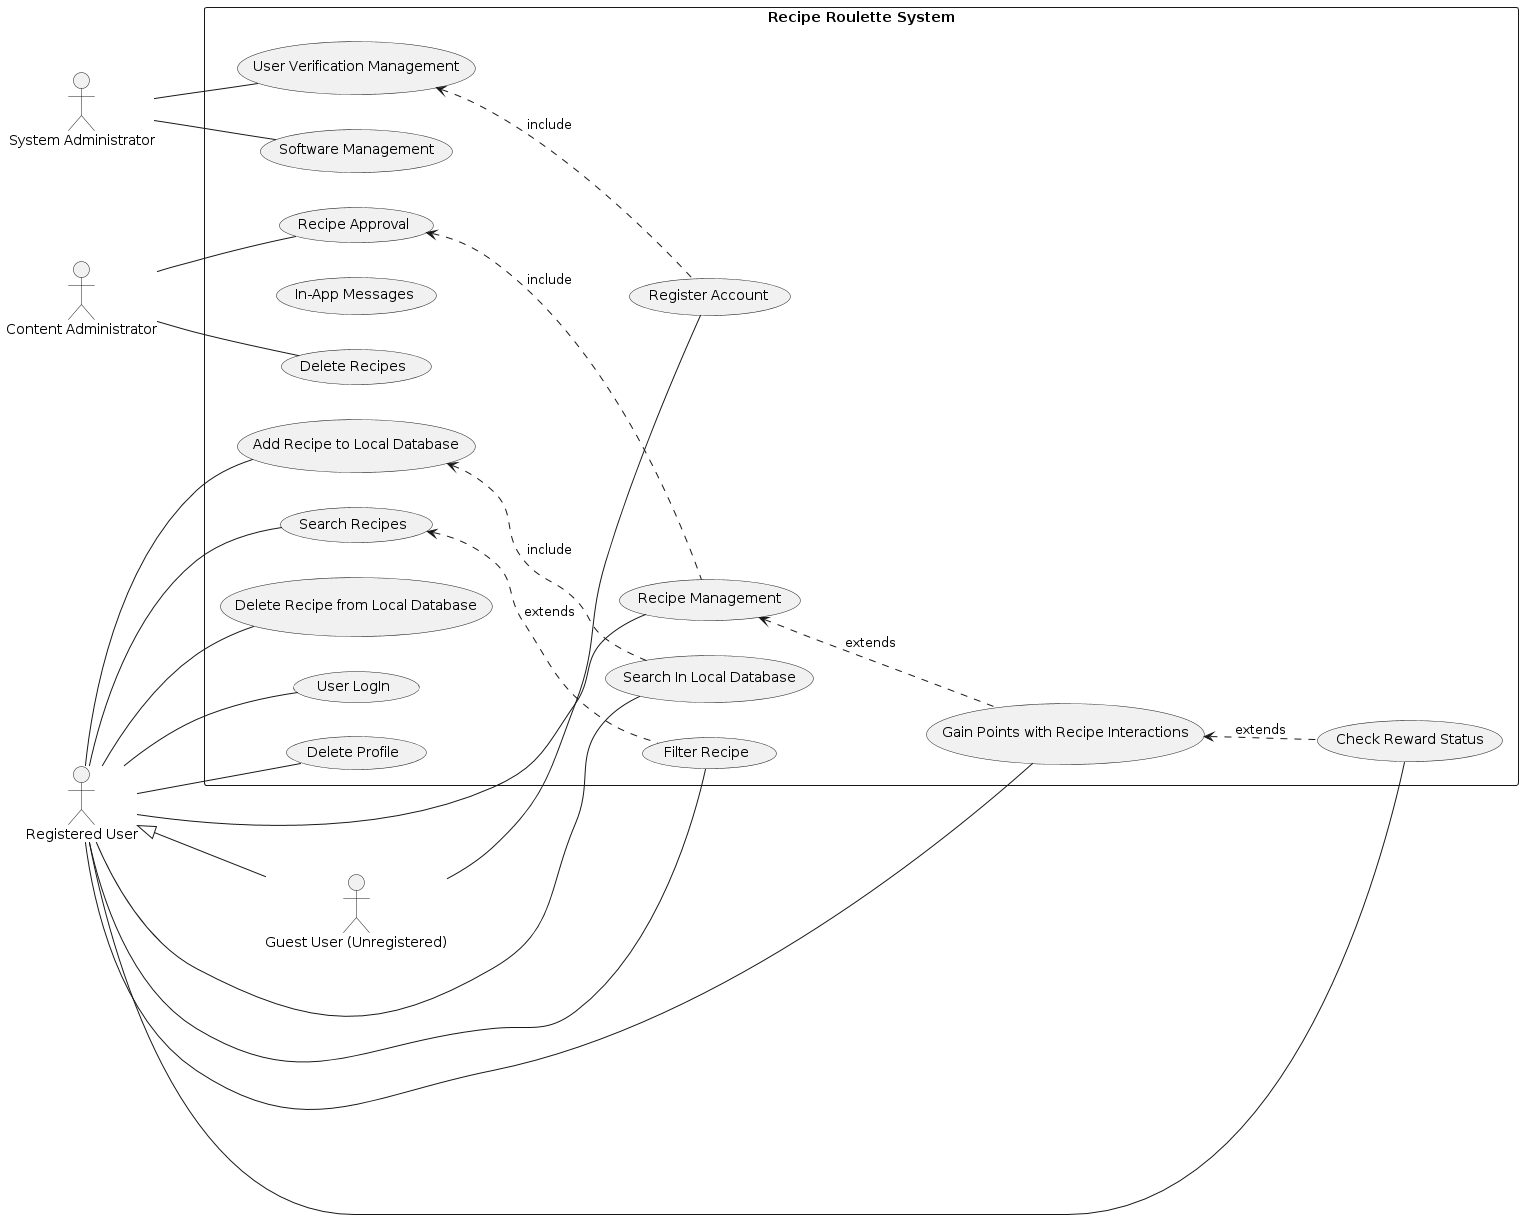 Recipe Roulette System
User Verification Management
System Administrator
include
Software Management
Recipe Approval
include
In-App Messages
Register Account
Content Administrator
Delete Recipes
Add Recipe to Local Database
Search Recipes
include
Delete Recipe from Local Database
Recipe Management
extends
extends
User LogIn
Search In Local Database
Gain Points with Recipe Interactions
extends
Check Reward Status
Delete Profile
Filter Recipe
Registered User
Guest User (Unregistered)